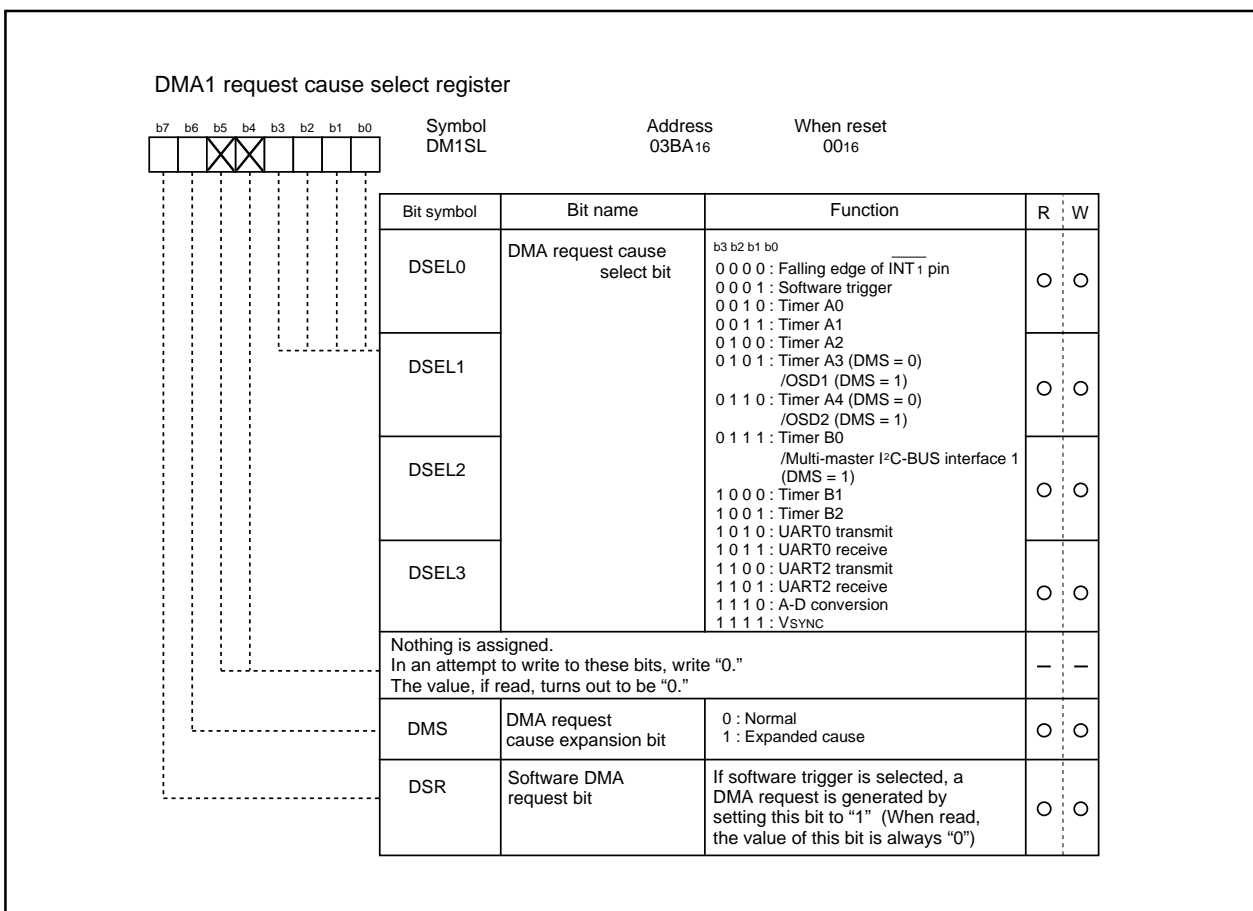 DMA1 request cause select register
b7 b6 b5 b4 b3 b2 b1 b0
Symbol Address When reset
DM1SL 03BA16 0016
Bit symbol Bit name Function R W
DSEL0
DMA request cause
select bit
b3 b2 b1 b0
0 0 0 0 : Falling edge of INT1 pin
0 0 0 1 : Software trigger
0 0 1 0 : Timer A0
0 0 1 1 : Timer A1
0 1 0 0 : Timer A2
0 1 0 1 : Timer A3 (DMS = 0)
/OSD1 (DMS = 1)
0 1 1 0 : Timer A4 (DMS = 0)
/OSD2 (DMS = 1)
0 1 1 1 : Timer B0
/Multi-master I²C-BUS interface 1
(DMS = 1)
1 0 0 0 : Timer B1
1 0 0 1 : Timer B2
1 0 1 0 : UART0 transmit
1 0 1 1 : UART0 receive
1 1 0 0 : UART2 transmit
1 1 0 1 : UART2 receive
1 1 1 0 : A-D conversion
1 1 1 1 : VSYNC
DSEL1
DSEL2
DSEL3
Nothing is assigned.
In an attempt to write to these bits, write “0.”
The value, if read, turns out to be “0.”
DMS
DMA request
cause expansion bit
0 : Normal
1 : Expanded cause
DSR
Software DMA
request bit
If software trigger is selected, a
DMA request is generated by
setting this bit to “1” (When read,
the value of this bit is always “0”)